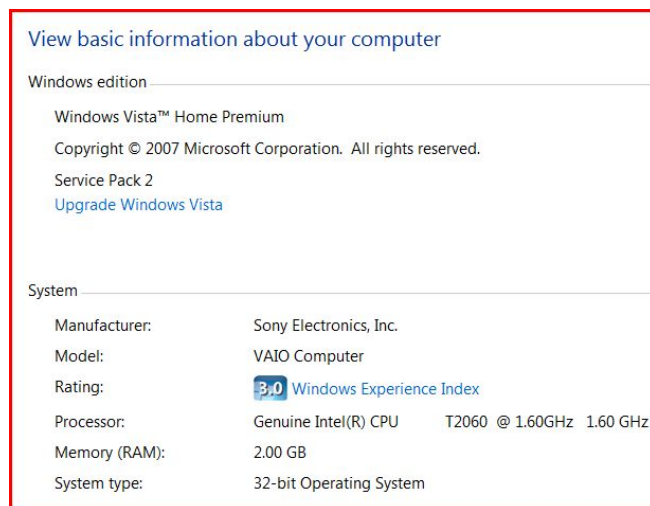 View basic information about your computer
Windows edition
Windows Vista™ Home Premium
Copyright © 2007 Microsoft Corporation. All rights reserved.
Service Pack 2
Upgrade Windows Vista
System
Manufacturer: Sony Electronics, Inc.
Model: VAIO Computer
Rating: 3,0 Windows Experience Index
Processor: Genuine Intel(R) CPU T2060 @ 1.60GHz 1.60 GHz
Memory (RAM): 2.00 GB
System type: 32-bit Operating System